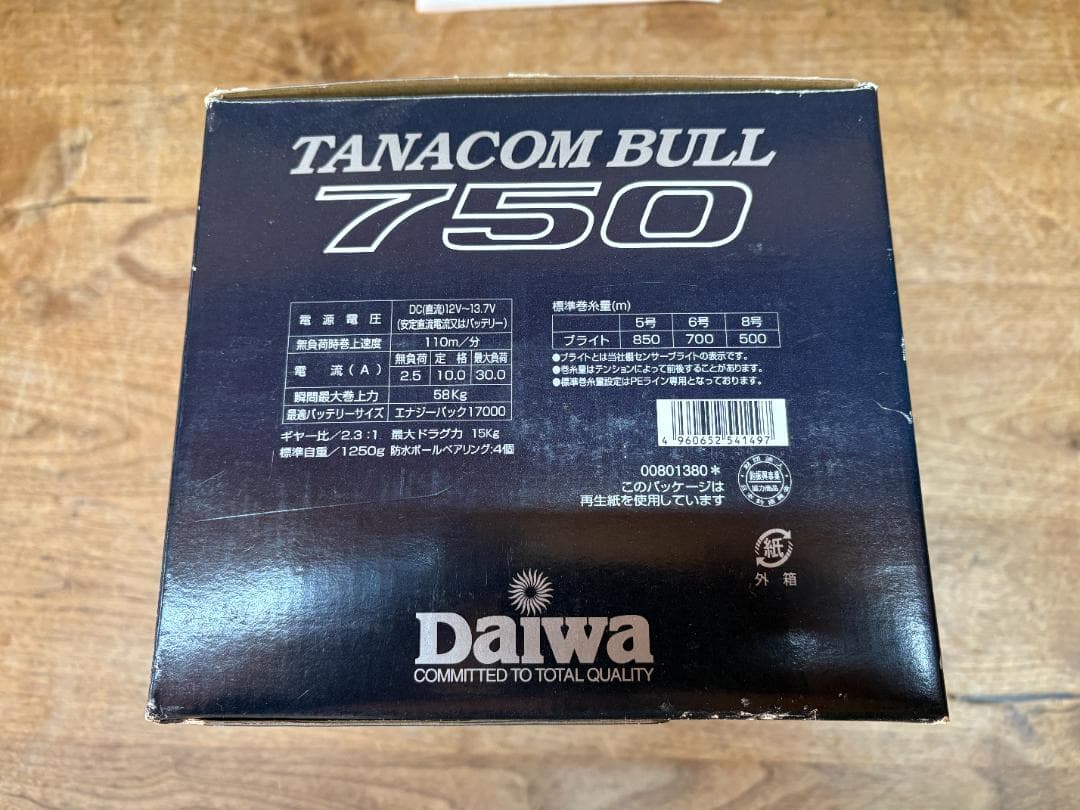 TANACOM BULL
750
電源電圧 DC(直流)12V～13.7V
(安定直流電流又はバッテリー)
無負荷時巻上速度 110m／分
電流(A) 無負荷 定格 最大負荷
2.5 10.0 30.0
瞬間最大巻上力 58Kg
最適バッテリーサイズ エナジーパック17000
ギヤー比／2.3：1 最大ドラグ力 15Kg
標準自重／1250g 防水ボールベアリング:4個
標準巻糸量(m)
5号 6号 8号
ブライト 850 700 500
●ブライトとは当社棚センサーブライトの表示です。
●巻糸量はテンションによって前後することがあります。
●標準巻糸量設定はPEライン専用となっております。
4 960652 541497
00801380＊
このパッケージは
再生紙を使用しています
協力商品
紙
外箱
Daiwa
COMMITTED TO TOTAL QUALITY